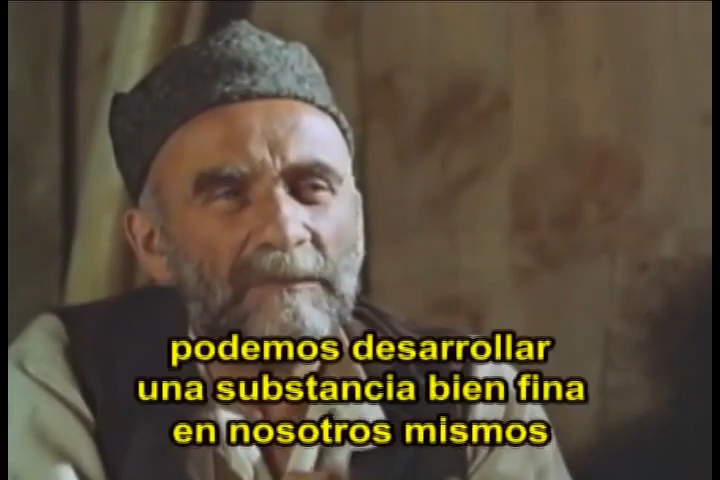 podemos desarrollar
una substancia bien fina
en nosotros mismos